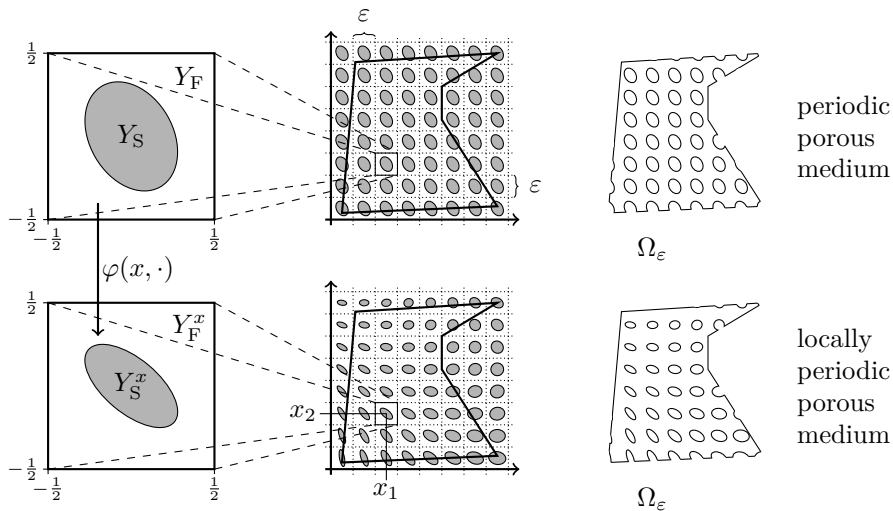 ε
1/2
Y_F
Y_S
periodic
porous
medium
ε
−1/2
−1/2
1/2
Ω_ε
φ(x, ·)
1/2
Y_F^x
Y_S^x
locally
periodic
porous
medium
x_2
−1/2
−1/2
1/2
x_1
Ω_ε